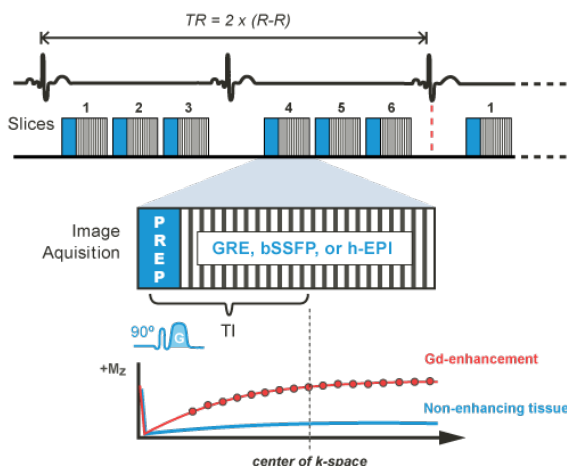 TR = 2 x (R-R)
Slices
1 2 3 4 5 6 1
Image
Aquisition
PREP
GRE, bSSFP, or h-EPI
TI
90º
G
+Mz
Gd-enhancement
Non-enhancing tissue
center of k-space